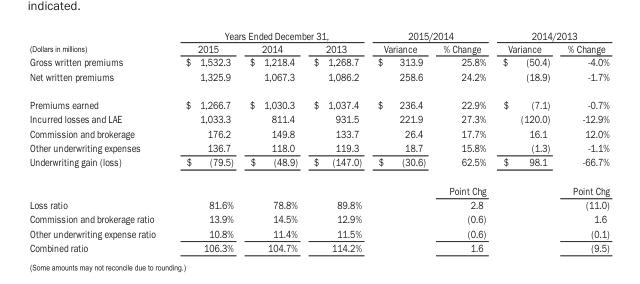 indicated.
Years Ended December 31, 2015/2014 2014/2013
(Dollars in millions) 2015 2014 2013 Variance % Change Variance % Change
Gross written premiums $ 1,532.3 $ 1,218.4 $ 1,268.7 $ 313.9 25.8% $ (50.4) -4.0%
Net written premiums 1,325.9 1,067.3 1,086.2 258.6 24.2% (18.9) -1.7%
Premiums earned $ 1,266.7 $ 1,030.3 $ 1,037.4 $ 236.4 22.9% $ (7.1) -0.7%
Incurred losses and LAE 1,033.3 811.4 931.5 221.9 27.3% (120.0) -12.9%
Commission and brokerage 176.2 149.8 133.7 26.4 17.7% 16.1 12.0%
Other underwriting expenses 136.7 118.0 119.3 18.7 15.8% (1.3) -1.1%
Underwriting gain (loss) $ (79.5) $ (48.9) $ (147.0) $ (30.6) 62.5% $ 98.1 -66.7%
Point Chg Point Chg
Loss ratio 81.6% 78.8% 89.8% 2.8 (11.0)
Commission and brokerage ratio 13.9% 14.5% 12.9% (0.6) 1.6
Other underwriting expense ratio 10.8% 11.4% 11.5% (0.6) (0.1)
Combined ratio 106.3% 104.7% 114.2% 1.6 (9.5)
(Some amounts may not reconcile due to rounding.)